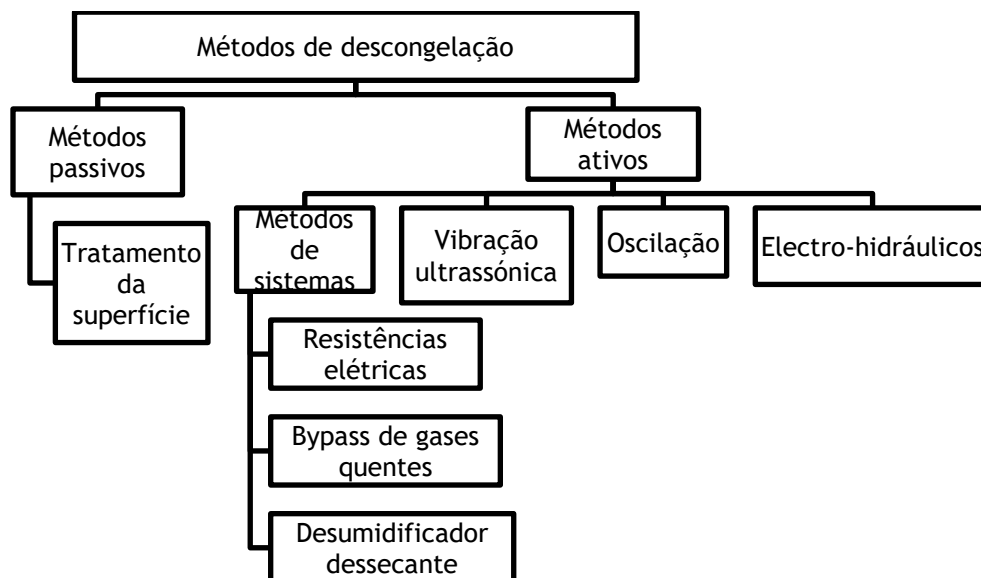 Métodos de descongelação
Métodos
passivos
Métodos
ativos
Tratamento
da
superfície
Métodos
de
sistemas
Vibração
ultrassónica
Oscilação
Electro-hidráulicos
Resistências
elétricas
Bypass de gases
quentes
Desumidificador
dessecante